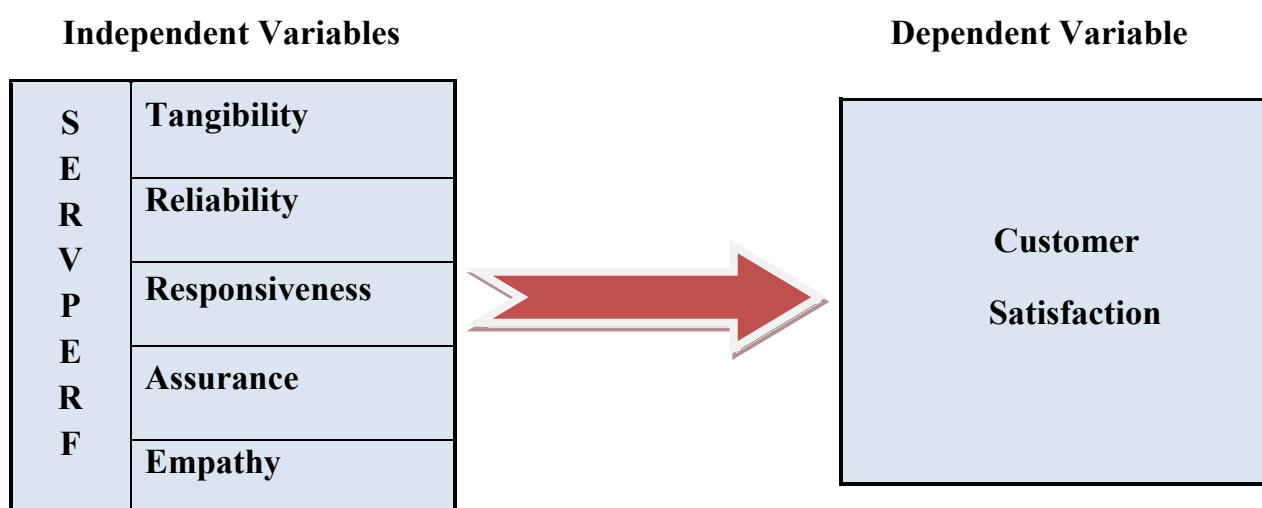 Independent Variables
Dependent Variable
S
E
R
V
P
E
R
F
Tangibility
Reliability
Responsiveness
Assurance
Empathy
Customer
Satisfaction